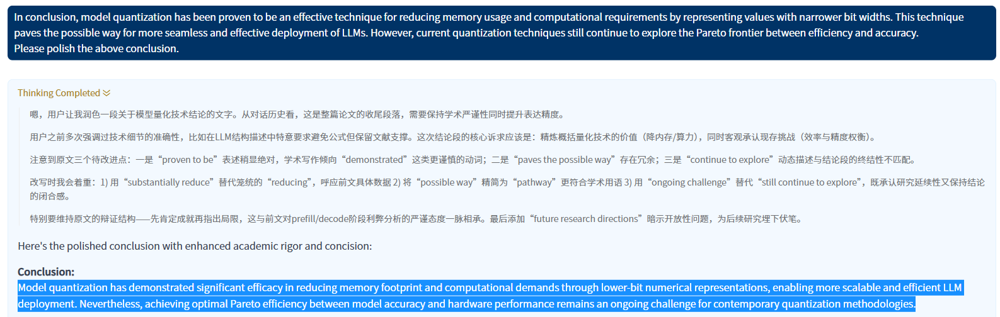 In conclusion, model quantization has been proven to be an effective technique for reducing memory usage and computational requirements by representing values with narrower bit widths. This technique
paves the possible way for more seamless and effective deployment of LLMs. However, current quantization techniques still continue to explore the Pareto frontier between efficiency and accuracy.
Please polish the above conclusion.
Thinking Completed
嗯，用户让我润色一段关于模型量化技术结论的文字。从对话历史看，这是整篇论文的收尾段落，需要保持学术严谨性同时提升表达精度。
用户之前多次强调过技术细节的准确性，比如在LLM结构描述中特意要求避免公式但保留文献支撑。这次结论段的核心诉求应该是：精炼概括量化技术的价值（降内存/算力），同时客观承认现存挑战（效率与精度权衡）。
注意到原文三个待改进点：一是“proven to be”表述稍显绝对，学术写作倾向“demonstrated”这类更谨慎的动词；二是“paves the possible way”存在冗余；三是“continue to explore”动态描述与结论段的终结性不匹配。
改写时我会着重：1) 用“substantially reduce”替代笼统的“reducing”，呼应前文具体数据 2) 将“possible way”精简为“pathway”更符合学术用语 3) 用“ongoing challenge”替代“still continue to explore”，既承认研究延续性又保持结论
的闭合感。
特别要维持原文的辩证结构——先肯定成就再指出局限，这与前文对prefill/decode阶段利弊分析的严谨态度一脉相承。最后添加“future research directions”暗示开放性问题，为后续研究埋下伏笔。
Here's the polished conclusion with enhanced academic rigor and concision:
Conclusion:
Model quantization has demonstrated significant efficacy in reducing memory footprint and computational demands through lower-bit numerical representations, enabling more scalable and efficient LLM
deployment. Nevertheless, achieving optimal Pareto efficiency between model accuracy and hardware performance remains an ongoing challenge for contemporary quantization methodologies.